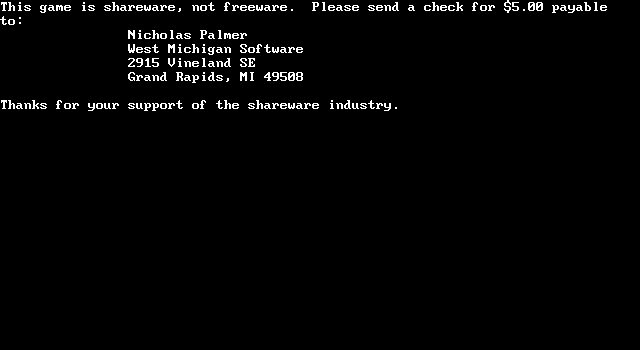 This game is shareware, not freeware.  Please send a check for $5.00 payable
to:
Nicholas Palmer
West Michigan Software
2915 Vineland SE
Grand Rapids, MI 49508
Thanks for your support of the shareware industry.